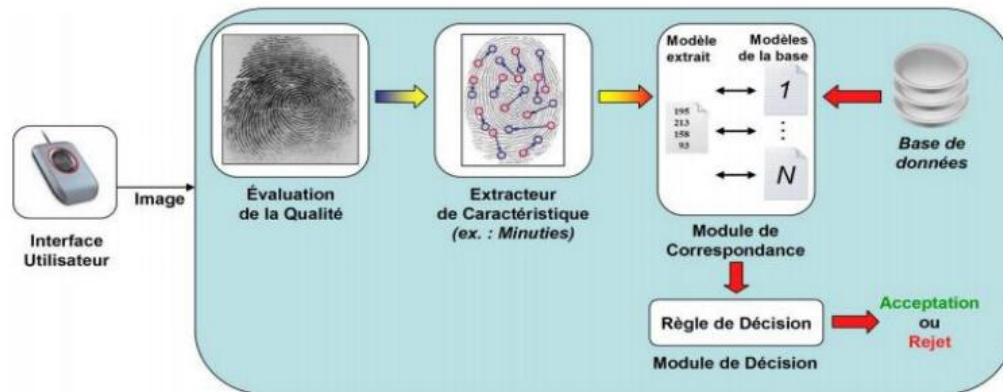 Interface
Utilisateur
Image
Évaluation
de la Qualité
Extracteur
de Caractéristique
(ex. : Minuties)
Modèle
extrait
Modèles
de la base
195
213
158
93
1
⋮
N
Module de
Correspondance
Base de
données
Règle de Décision
Module de Décision
Acceptation
ou
Rejet